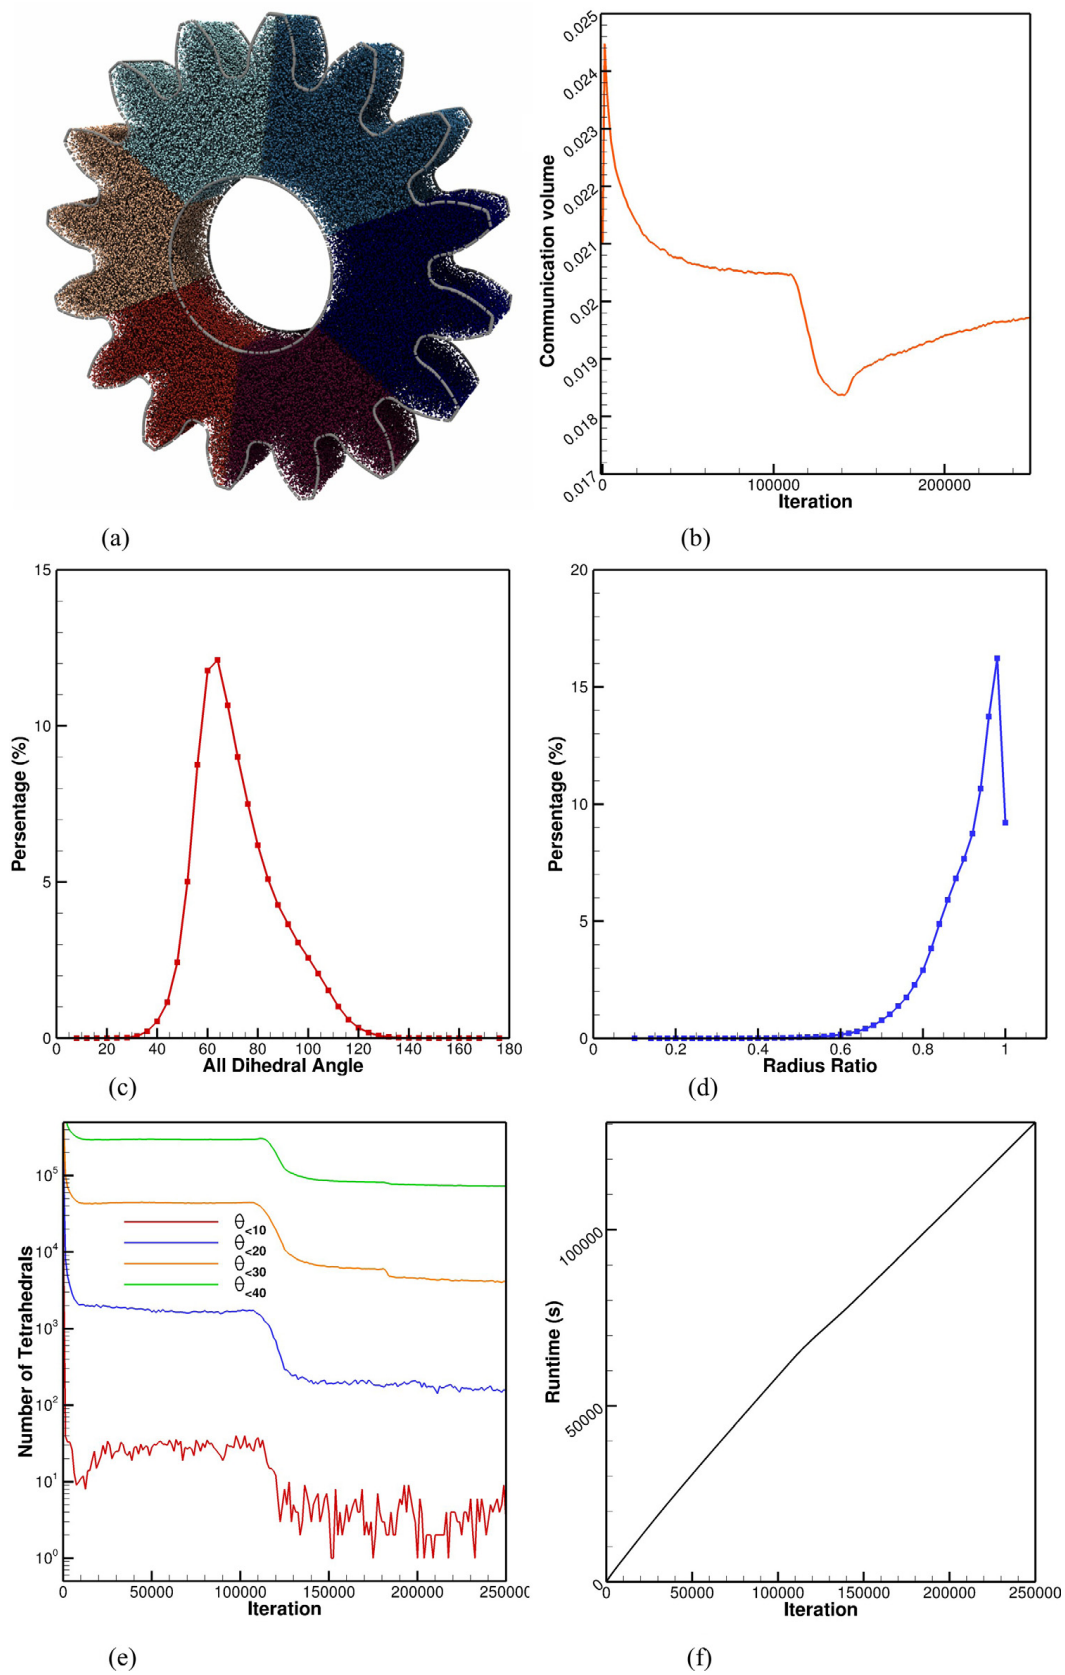 0.025
0.024
0.023
0.022
0.021
0.02
0.019
0.018
0.017
Communication volume
0 100000 200000
Iteration
(a) (b)
15
10
5
0
Persentage (%)
0 20 40 60 80 100 120 140 160 180
All Dihedral Angle
(c)
20
15
10
5
0
Persentage (%)
0 0.2 0.4 0.6 0.8 1
Radius Ratio
(d)
10^5
10^4
10^3
10^2
10^1
10^0
Number of Tetrahedrals
θ<10
θ<20
θ<30
θ<40
0 50000 100000 150000 200000 25000
Iteration
(e)
100000
50000
0
Runtime (s)
50000 100000 150000 200000 250000
Iteration
(f)